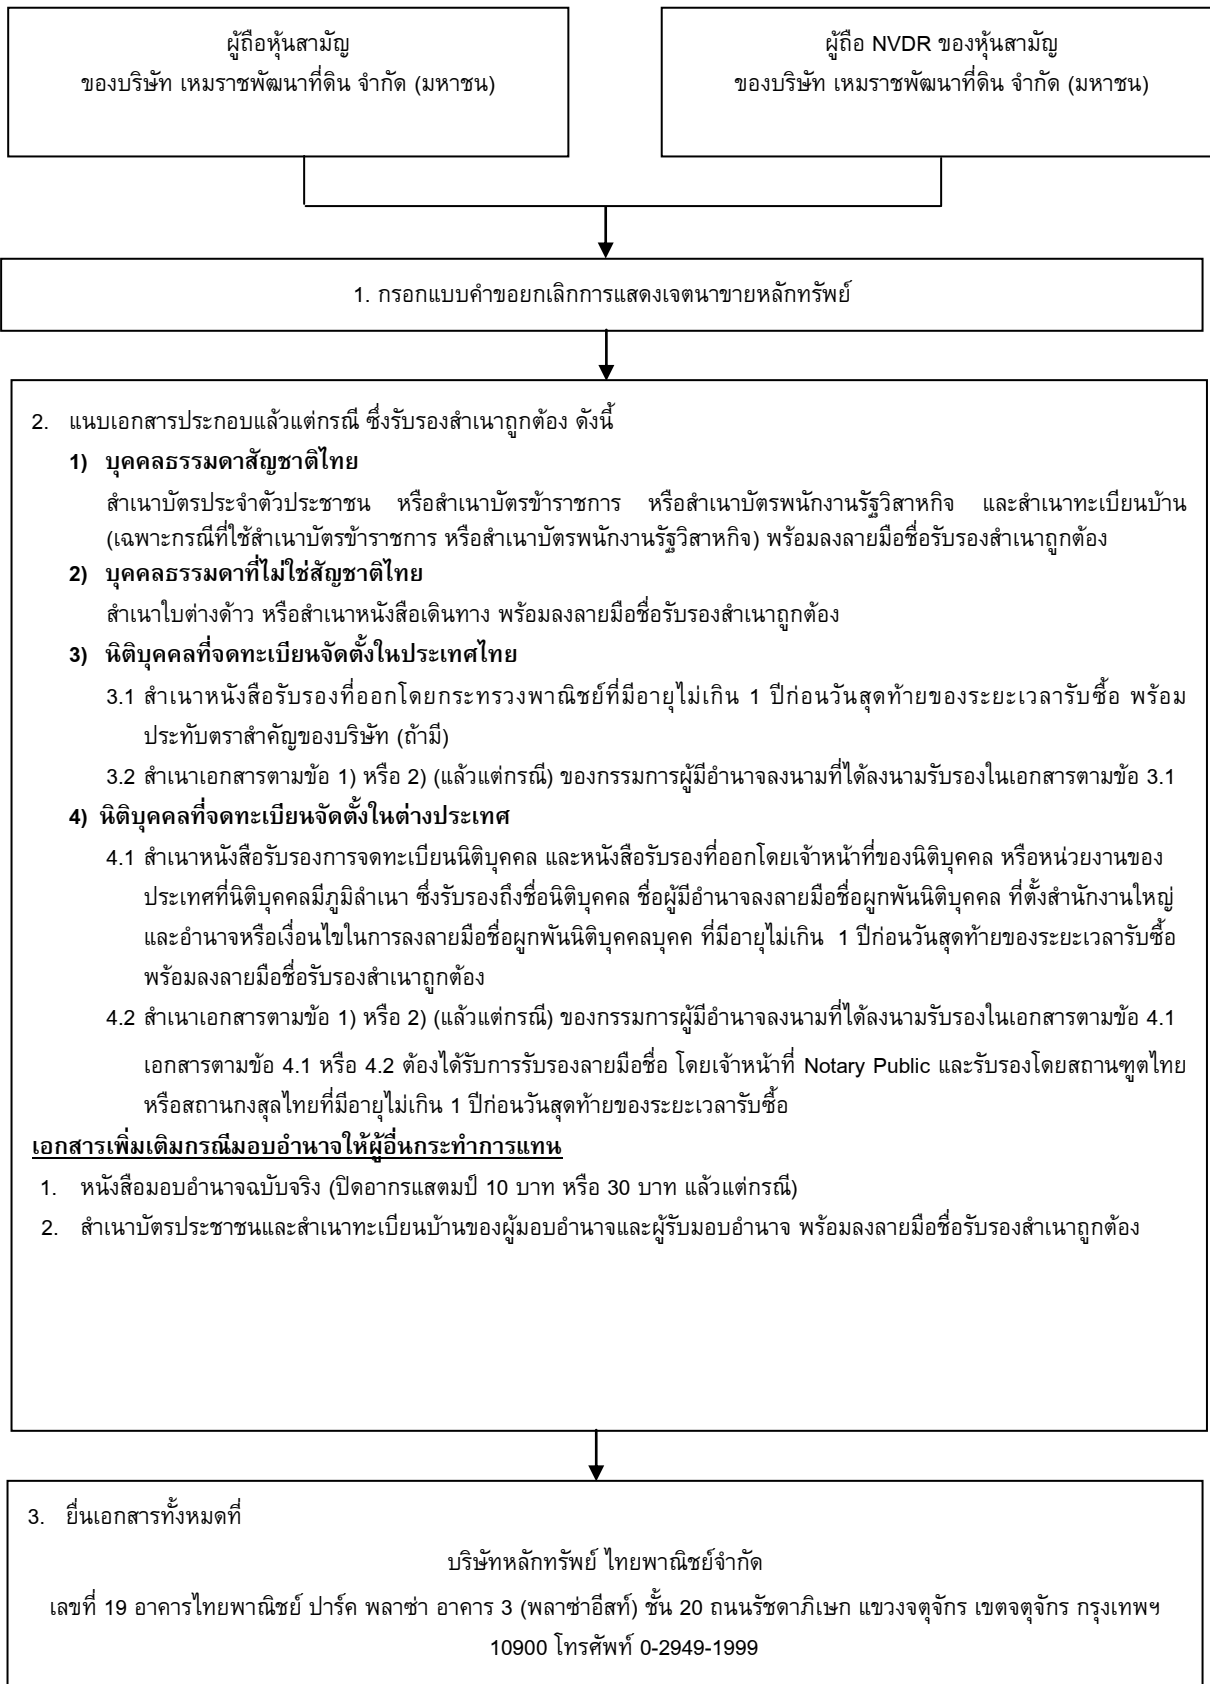 ผู้ถือหุ้นสามัญ
ของบริษัท เหมราชพัฒนาที่ดิน จำกัด (มหาชน)
ผู้ถือ NVDR ของหุ้นสามัญ
ของบริษัท เหมราชพัฒนาที่ดิน จำกัด (มหาชน)
1. กรอกแบบคำขอยกเลิกการแสดงเจตนาขายหลักทรัพย์
2. แนบเอกสารประกอบแล้วแต่กรณี ซึ่งรับรองสำเนาถูกต้อง ดังนี้
1) บุคคลธรรมดาสัญชาติไทย
สำเนาบัตรประจำตัวประชาชน หรือสำเนาบัตรข้าราชการ หรือสำเนาบัตรพนักงานรัฐวิสาหกิจ และสำเนาทะเบียนบ้าน
(เฉพาะกรณีที่ใช้สำเนาบัตรข้าราชการ หรือสำเนาบัตรพนักงานรัฐวิสาหกิจ) พร้อมลงลายมือชื่อรับรองสำเนาถูกต้อง
2) บุคคลธรรมดาที่ไม่ใช่สัญชาติไทย
สำเนาใบต่างด้าว หรือสำเนาหนังสือเดินทาง พร้อมลงลายมือชื่อรับรองสำเนาถูกต้อง
3) นิติบุคคลที่จดทะเบียนจัดตั้งในประเทศไทย
3.1 สำเนาหนังสือรับรองที่ออกโดยกระทรวงพาณิชย์ที่มีอายุไม่เกิน 1 ปีก่อนวันสุดท้ายของระยะเวลารับซื้อ พร้อม
ประทับตราสำคัญของบริษัท (ถ้ามี)
3.2 สำเนาเอกสารตามข้อ 1) หรือ 2) (แล้วแต่กรณี) ของกรรมการผู้มีอำนาจลงนามที่ได้ลงนามรับรองในเอกสารตามข้อ 3.1
4) นิติบุคคลที่จดทะเบียนจัดตั้งในต่างประเทศ
4.1 สำเนาหนังสือรับรองการจดทะเบียนนิติบุคคล และหนังสือรับรองที่ออกโดยเจ้าหน้าที่ของนิติบุคคล หรือหน่วยงานของ
ประเทศที่นิติบุคคลมีภูมิลำเนา ซึ่งรับรองถึงชื่อนิติบุคคล ชื่อผู้มีอำนาจลงลายมือชื่อผูกพันนิติบุคคล ที่ตั้งสำนักงานใหญ่
และอำนาจหรือเงื่อนไขในการลงลายมือชื่อผูกพันนิติบุคคลบุคค ที่มีอายุไม่เกิน 1 ปีก่อนวันสุดท้ายของระยะเวลารับซื้อ
พร้อมลงลายมือชื่อรับรองสำเนาถูกต้อง
4.2 สำเนาเอกสารตามข้อ 1) หรือ 2) (แล้วแต่กรณี) ของกรรมการผู้มีอำนาจลงนามที่ได้ลงนามรับรองในเอกสารตามข้อ 4.1
เอกสารตามข้อ 4.1 หรือ 4.2 ต้องได้รับการรับรองลายมือชื่อ โดยเจ้าหน้าที่ Notary Public และรับรองโดยสถานฑูตไทย
หรือสถานกงสุลไทยที่มีอายุไม่เกิน 1 ปีก่อนวันสุดท้ายของระยะเวลารับซื้อ
เอกสารเพิ่มเติมกรณีมอบอำนาจให้ผู้อื่นกระทำการแทน
1. หนังสือมอบอำนาจฉบับจริง (ปิดอากรแสตมป์ 10 บาท หรือ 30 บาท แล้วแต่กรณี)
2. สำเนาบัตรประชาชนและสำเนาทะเบียนบ้านของผู้มอบอำนาจและผู้รับมอบอำนาจ พร้อมลงลายมือชื่อรับรองสำเนาถูกต้อง
3. ยื่นเอกสารทั้งหมดที่
บริษัทหลักทรัพย์ ไทยพาณิชย์จำกัด
เลขที่ 19 อาคารไทยพาณิชย์ ปาร์ค พลาซ่า อาคาร 3 (พลาซ่าอีสท์) ชั้น 20 ถนนรัชดาภิเษก แขวงจตุจักร เขตจตุจักร กรุงเทพฯ
10900 โทรศัพท์ 0-2949-1999